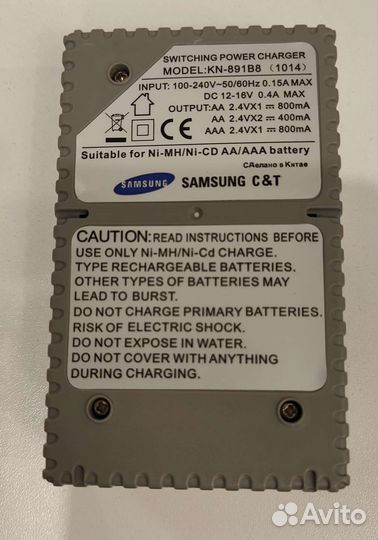 SWITCHING POWER CHARGER
MODEL:KN-891B8 (1014)
INPUT: 100-240V~50/60Hz 0.15A MAX
DC 12-16V 0.4A MAX
OUTPUT:AA 2.4VX1 ⎓ 800mA
AA 2.4VX2 ⎓ 400mA
AAA 2.4VX1 ⎓ 800mA
Suitable for Ni-MH/Ni-CD AA/AAA battery
Сделано в Китае
SAMSUNG SAMSUNG C&T
CAUTION: READ INSTRUCTIONS BEFORE
USE ONLY Ni-MH/Ni-Cd CHARGE.
TYPE RECHARGEABLE BATTERIES.
OTHER TYPES OF BATTERIES MAY
LEAD TO BURST.
DO NOT CHARGE PRIMARY BATTERIES.
RISK OF ELECTRIC SHOCK.
DO NOT EXPOSE IN WATER.
DO NOT COVER WITH ANYTHING
DURING CHARGING.
Avito